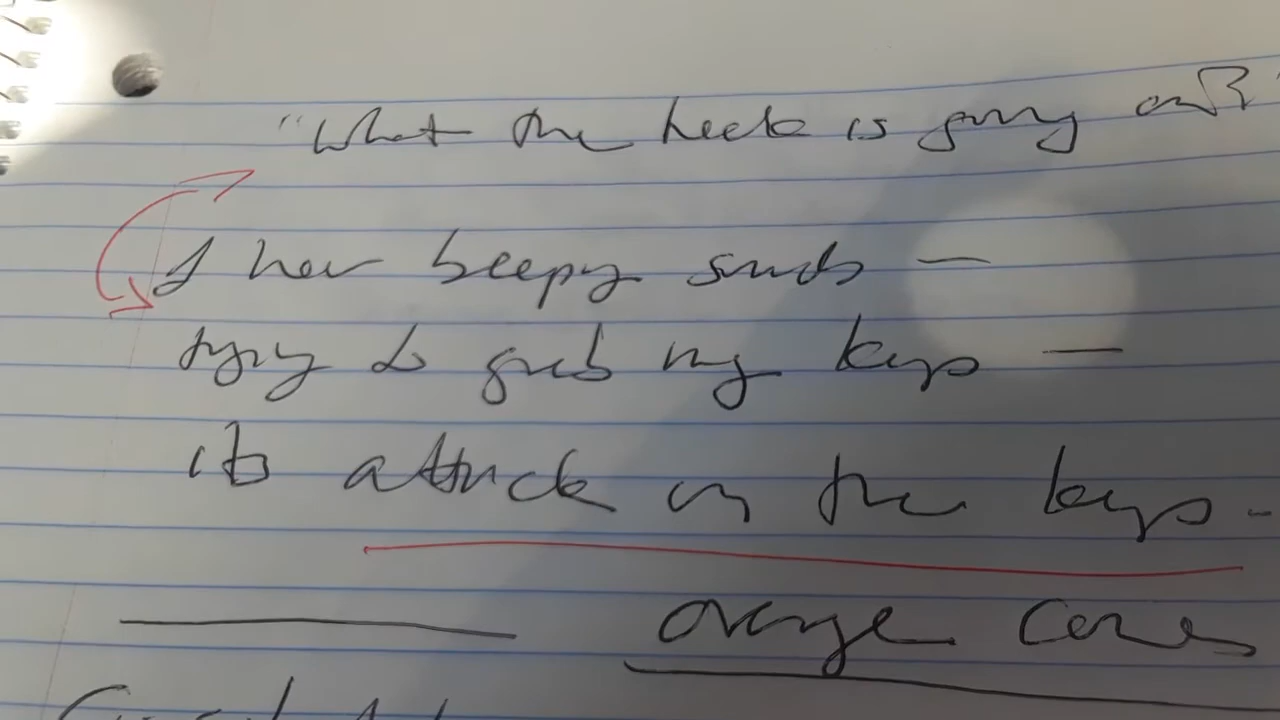 "What the heck is going on?"
I hear beepy sounds —
trying to grab my keys —
its attack on the keys -
orange cones